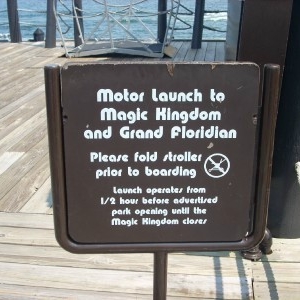 Motor Launch to
Magic Kingdom
and Grand Floridian
Please fold stroller
prior to boarding
Launch operates from
1/2 hour before advertised
park opening until the
Magic Kingdom closes